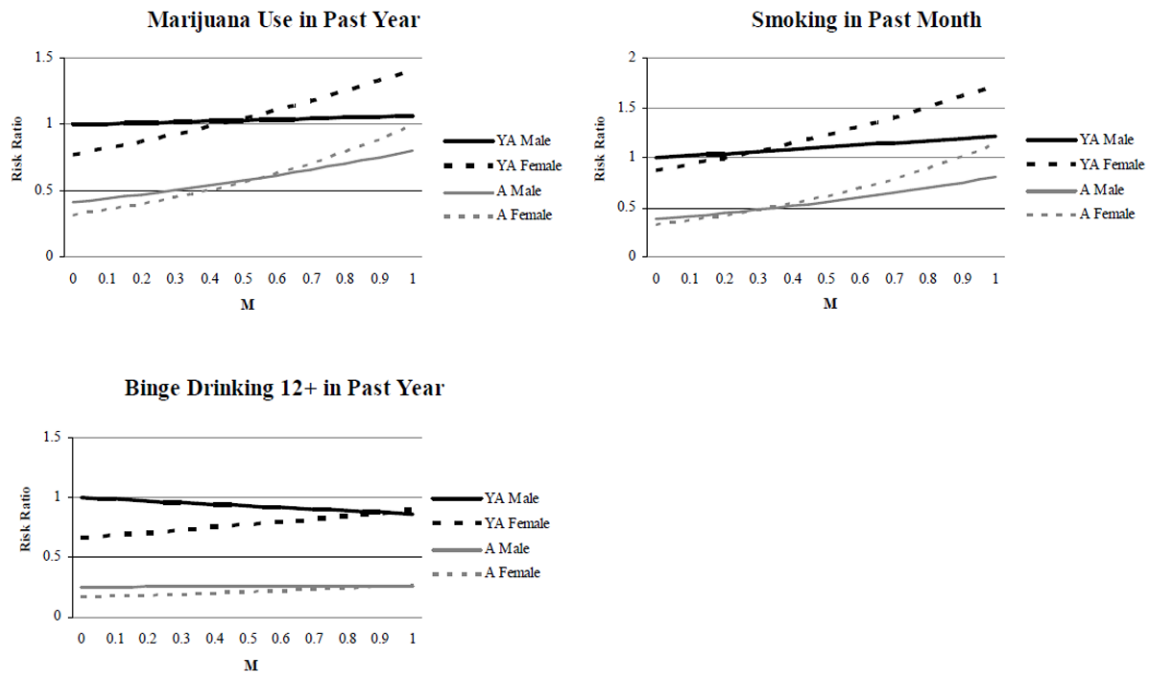 Marijuana Use in Past Year
1.5
1
0.5
0
Risk Ratio
0 0.1 0.2 0.3 0.4 0.5 0.6 0.7 0.8 0.9 1
M
YA Male
YA Female
A Male
A Female
Smoking in Past Month
2
1.5
1
0.5
0
Risk Ratio
0 0.1 0.2 0.3 0.4 0.5 0.6 0.7 0.8 0.9 1
M
YA Male
YA Female
A Male
A Female
Binge Drinking 12+ in Past Year
1.5
1
0.5
0
Risk Ratio
0 0.1 0.2 0.3 0.4 0.5 0.6 0.7 0.8 0.9 1
M
YA Male
YA Female
A Male
A Female